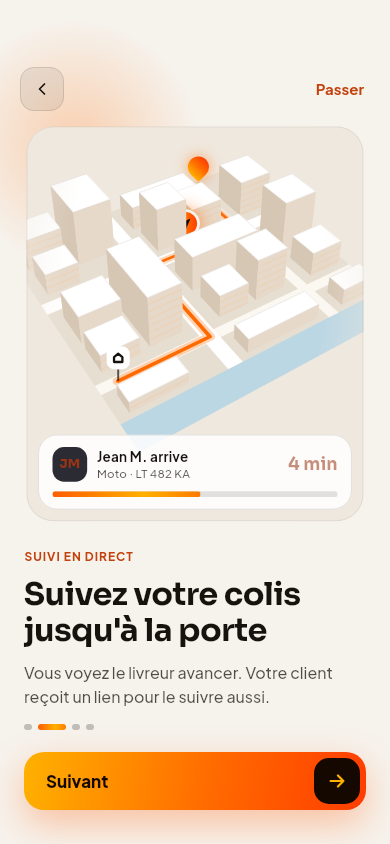 Passer
JM
Jean M. arrive
Moto · LT 482 KA
4 min
SUIVI EN DIRECT
Suivez votre colis
jusqu'à la porte
Vous voyez le livreur avancer. Votre client
reçoit un lien pour le suivre aussi.
Suivant